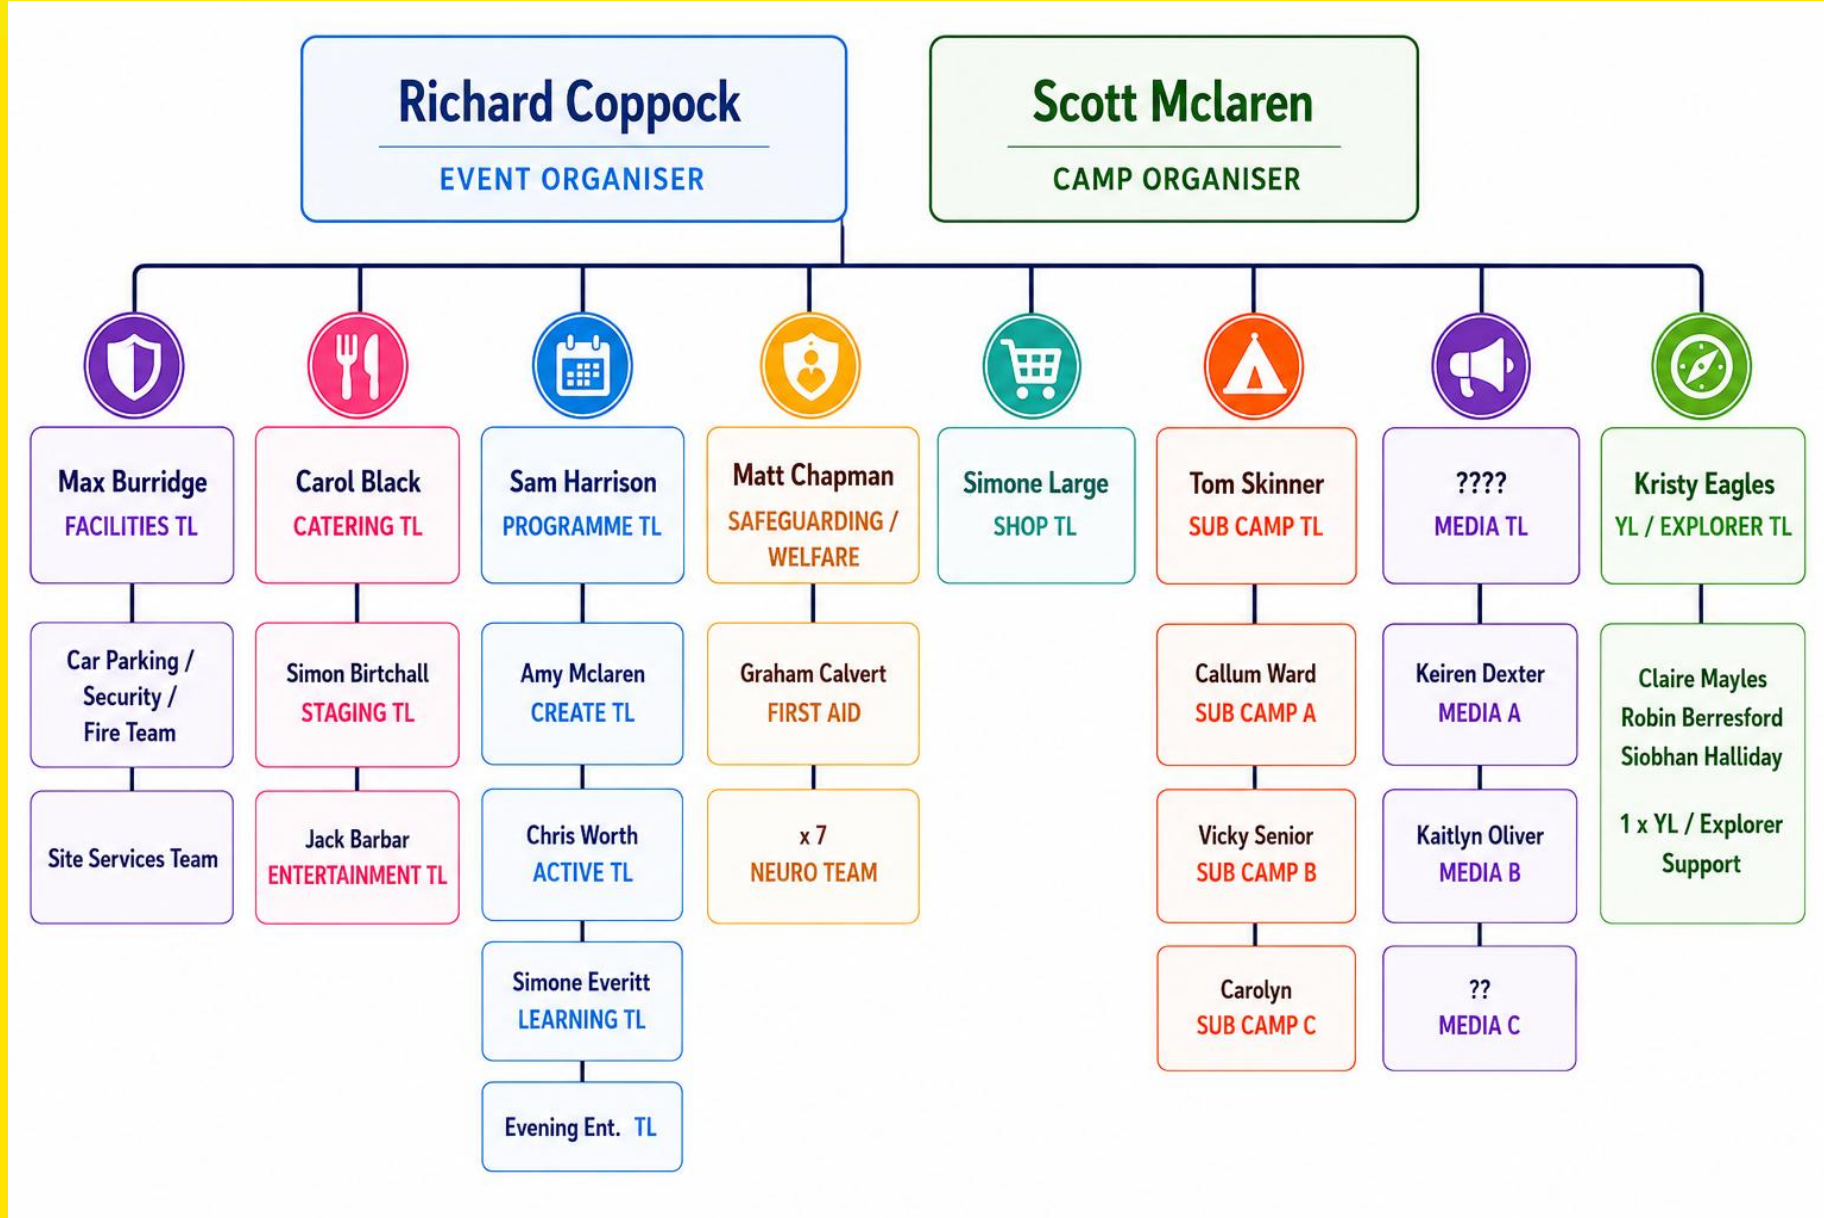 Richard Coppock
EVENT ORGANISER
Scott Mclaren
CAMP ORGANISER
Max Burridge
FACILITIES TL
Car Parking /
Security /
Fire Team
Site Services Team
Carol Black
CATERING TL
Simon Birtchall
STAGING TL
Jack Barbar
ENTERTAINMENT TL
Sam Harrison
PROGRAMME TL
Amy Mclaren
CREATE TL
Chris Worth
ACTIVE TL
Simone Everitt
LEARNING TL
Evening Ent. TL
Matt Chapman
SAFEGUARDING /
WELFARE
Graham Calvert
FIRST AID
x 7
NEURO TEAM
Simone Large
SHOP TL
Tom Skinner
SUB CAMP TL
Callum Ward
SUB CAMP A
Vicky Senior
SUB CAMP B
Carolyn
SUB CAMP C
????
MEDIA TL
Keiren Dexter
MEDIA A
Kaitlyn Oliver
MEDIA B
??
MEDIA C
Kristy Eagles
YL / EXPLORER TL
Claire Mayles
Robin Berresford
Siobhan Halliday
1 x YL / Explorer
Support